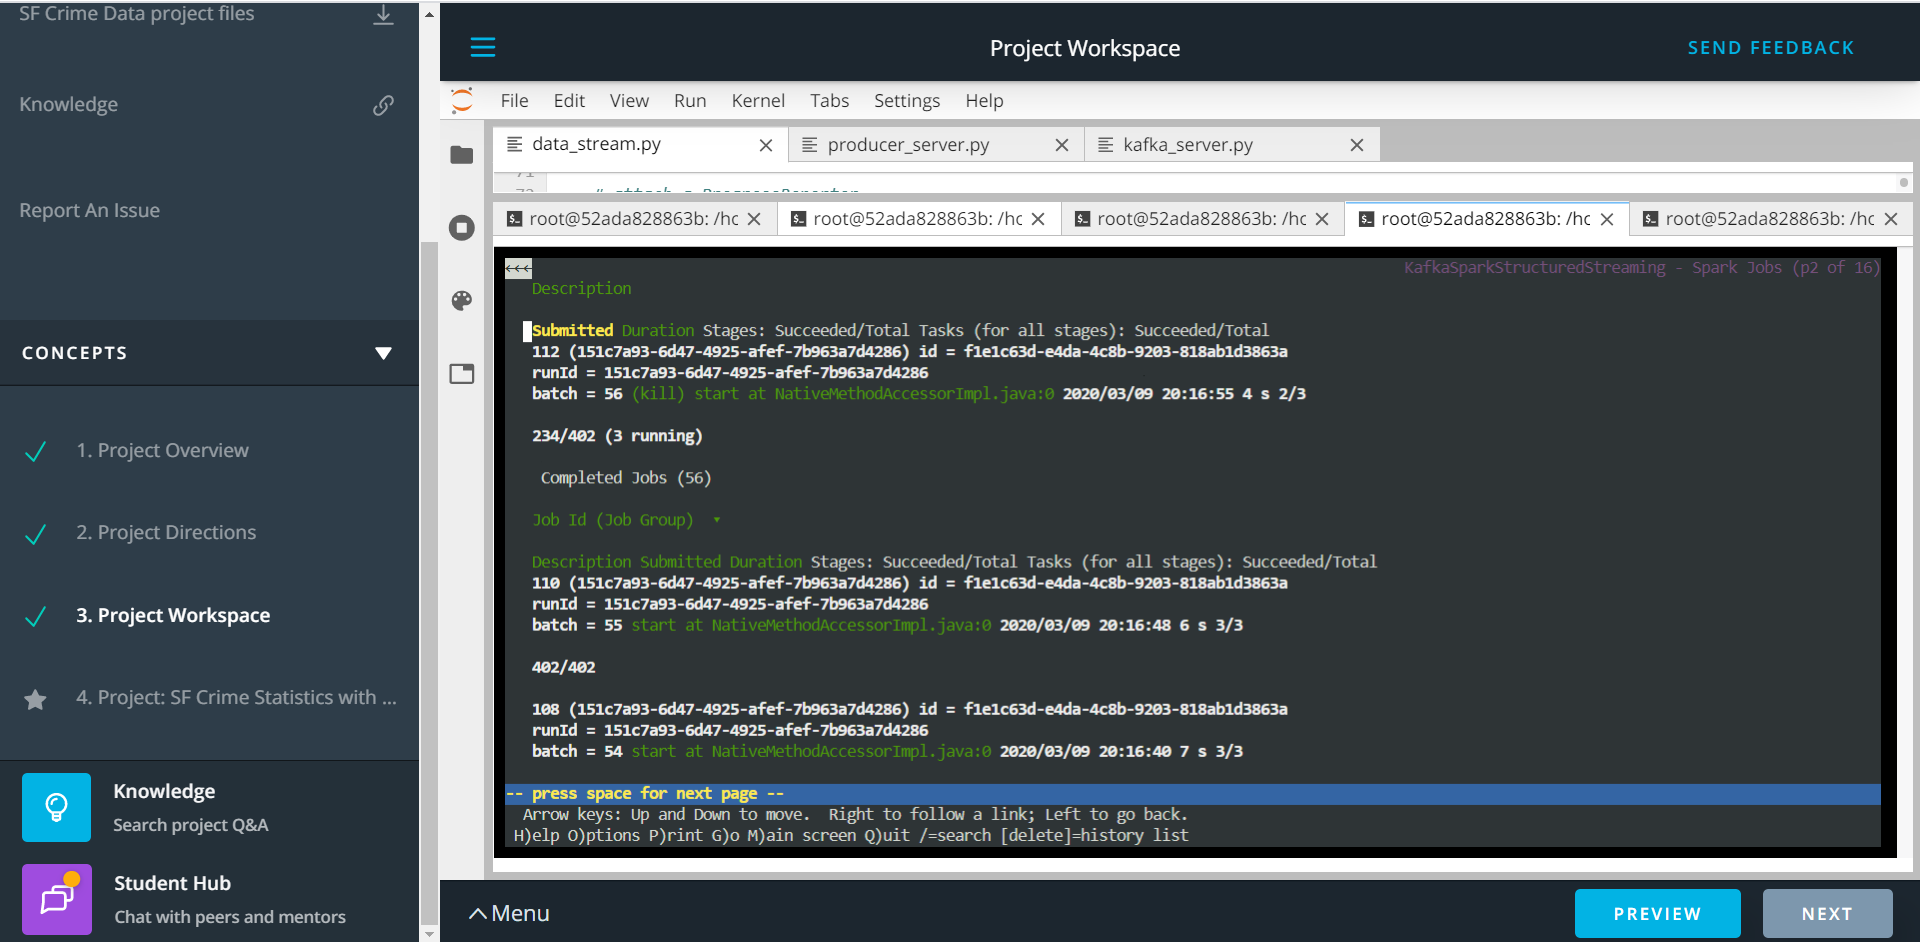 SF Crime Data project files
Knowledge
Report An Issue
CONCEPTS
1. Project Overview
2. Project Directions
3. Project Workspace
4. Project: SF Crime Statistics with ...
Knowledge
Search project Q&A
Student Hub
Chat with peers and mentors
Project Workspace
SEND FEEDBACK
File Edit View Run Kernel Tabs Settings Help
data_stream.py producer_server.py kafka_server.py
root@52ada828863b: /hc root@52ada828863b: /hc root@52ada828863b: /hc root@52ada828863b: /hc root@52ada828863b: /hc
←←← KafkaSparkStructuredStreaming - Spark Jobs (p2 of 16)
Description
Submitted Duration Stages: Succeeded/Total Tasks (for all stages): Succeeded/Total
112 (151c7a93-6d47-4925-afef-7b963a7d4286) id = f1e1c63d-e4da-4c8b-9203-818ab1d3863a
runId = 151c7a93-6d47-4925-afef-7b963a7d4286
batch = 56 (kill) start at NativeMethodAccessorImpl.java:0 2020/03/09 20:16:55 4 s 2/3
234/402 (3 running)
Completed Jobs (56)
Job Id (Job Group) ▾
Description Submitted Duration Stages: Succeeded/Total Tasks (for all stages): Succeeded/Total
110 (151c7a93-6d47-4925-afef-7b963a7d4286) id = f1e1c63d-e4da-4c8b-9203-818ab1d3863a
runId = 151c7a93-6d47-4925-afef-7b963a7d4286
batch = 55 start at NativeMethodAccessorImpl.java:0 2020/03/09 20:16:48 6 s 3/3
402/402
108 (151c7a93-6d47-4925-afef-7b963a7d4286) id = f1e1c63d-e4da-4c8b-9203-818ab1d3863a
runId = 151c7a93-6d47-4925-afef-7b963a7d4286
batch = 54 start at NativeMethodAccessorImpl.java:0 2020/03/09 20:16:40 7 s 3/3
-- press space for next page --
Arrow keys: Up and Down to move. Right to follow a link; Left to go back.
H)elp O)ptions P)rint G)o M)ain screen Q)uit /=search [delete]=history list
Menu
PREVIEW
NEXT